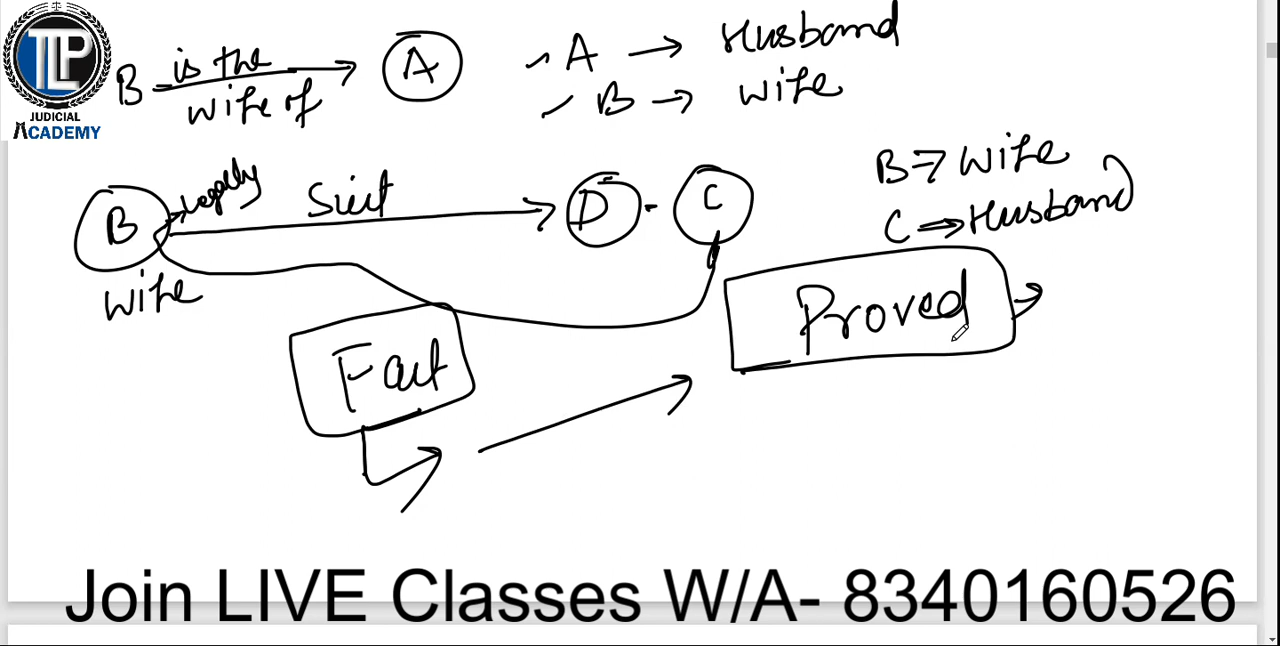 TLP
JUDICIAL
ACADEMY
B is the wife of → A
A → Husband
B → wife
B → wife
C → Husband
B → Legally Suit → D - C
wife
Fact
Proved
Join LIVE Classes W/A- 8340160526